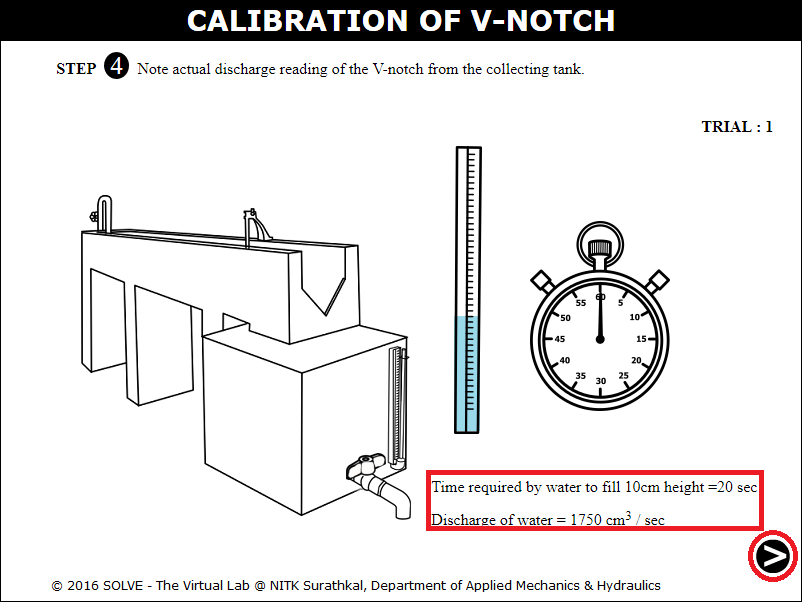 CALIBRATION OF V-NOTCH
STEP 4 Note actual discharge reading of the V-notch from the collecting tank.
TRIAL : 1
60
55 5
50 10
45 15
40 20
35 25
30
Time required by water to fill 10cm height =20 sec
Discharge of water = 1750 cm³ / sec
>
© 2016 SOLVE - The Virtual Lab @ NITK Surathkal, Department of Applied Mechanics & Hydraulics